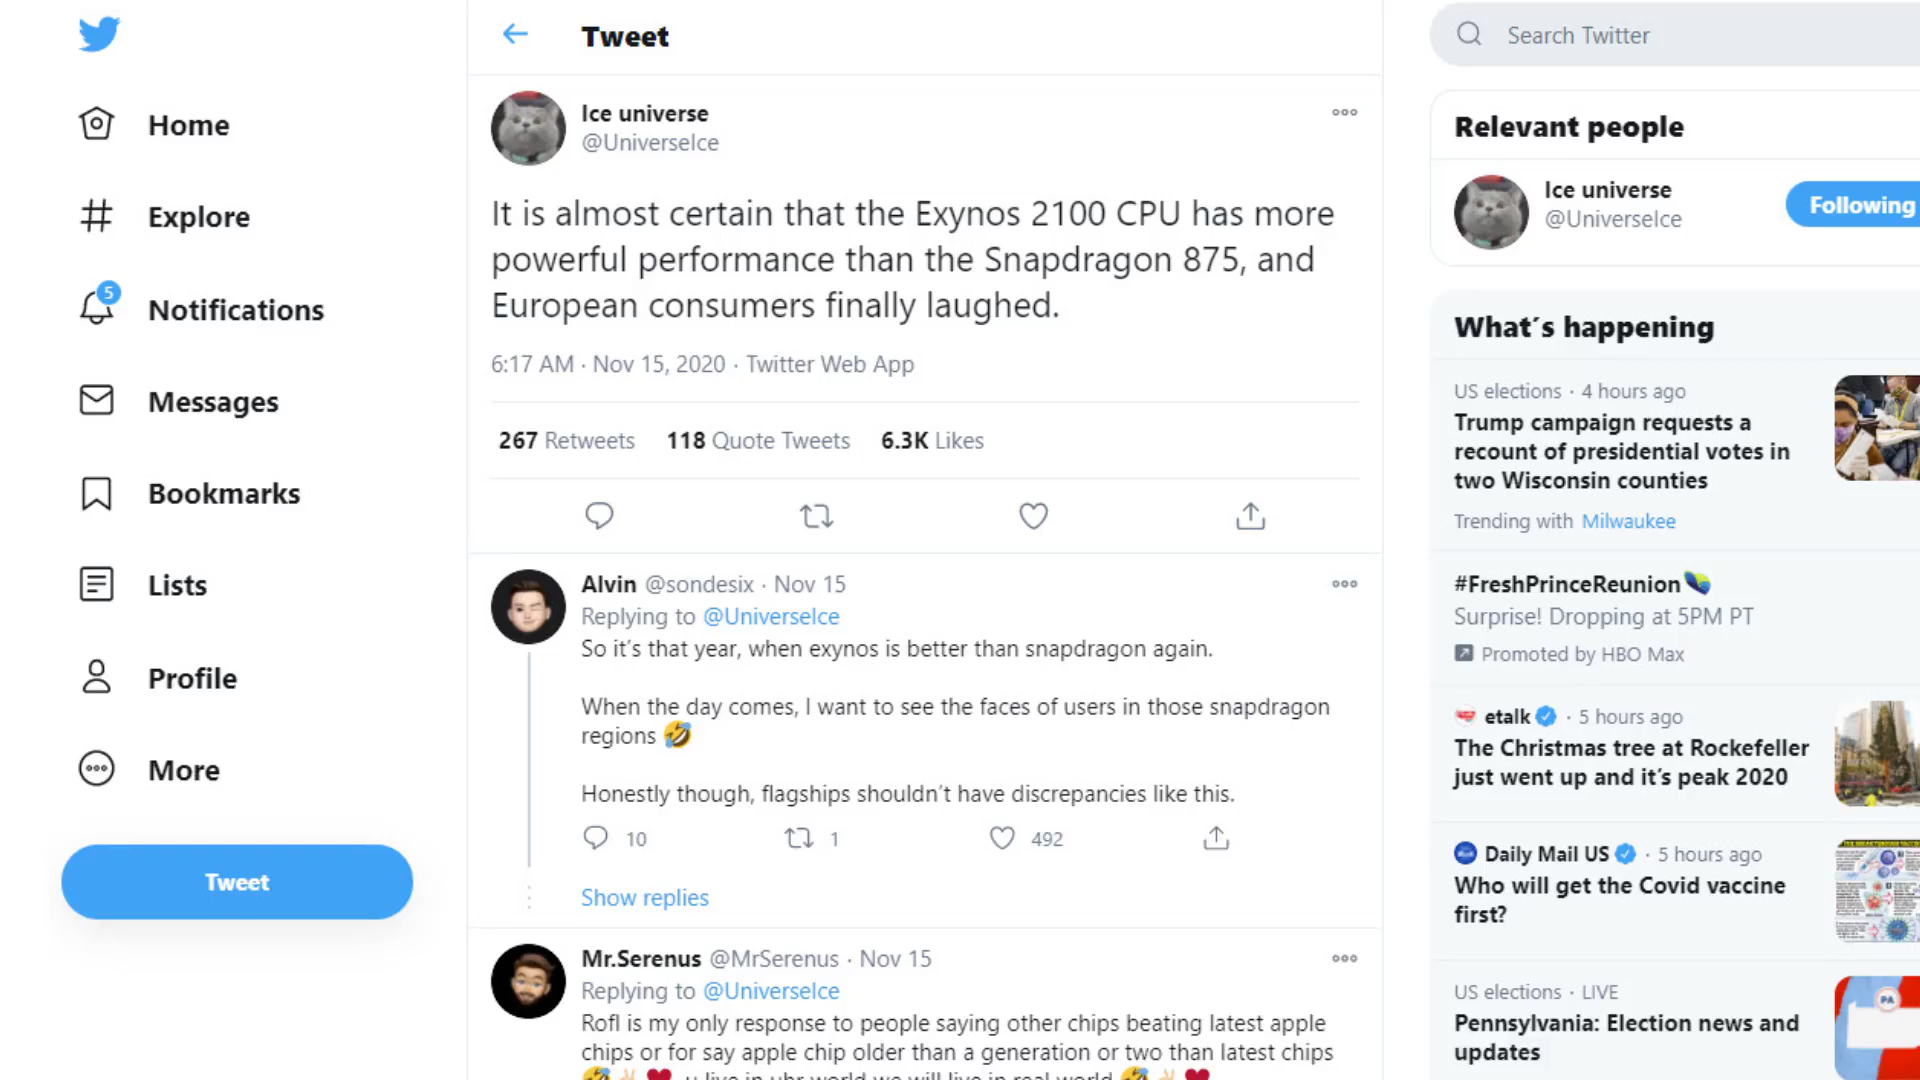 Home
Explore
5
Notifications
Messages
Bookmarks
Lists
Profile
More
Tweet
Tweet
Ice universe
@UniverseIce
It is almost certain that the Exynos 2100 CPU has more
powerful performance than the Snapdragon 875, and
European consumers finally laughed.
6:17 AM · Nov 15, 2020 · Twitter Web App
267 Retweets 118 Quote Tweets 6.3K Likes
Alvin @sondesix · Nov 15
Replying to @UniverseIce
So it's that year, when exynos is better than snapdragon again.
When the day comes, I want to see the faces of users in those snapdragon
regions 🤣
Honestly though, flagships shouldn't have discrepancies like this.
10 1 492
Show replies
Mr.Serenus @MrSerenus · Nov 15
Replying to @UniverseIce
Rofl is my only response to people saying other chips beating latest apple
chips or for say apple chip older than a generation or two than latest chips
Search Twitter
Relevant people
Ice universe
@UniverseIce
Following
What´s happening
US elections · 4 hours ago
Trump campaign requests a
recount of presidential votes in
two Wisconsin counties
Trending with Milwaukee
#FreshPrinceReunion
Surprise! Dropping at 5PM PT
Promoted by HBO Max
etalk · 5 hours ago
The Christmas tree at Rockefeller
just went up and it's peak 2020
Daily Mail US · 5 hours ago
Who will get the Covid vaccine
first?
US elections · LIVE
Pennsylvania: Election news and
updates
PA